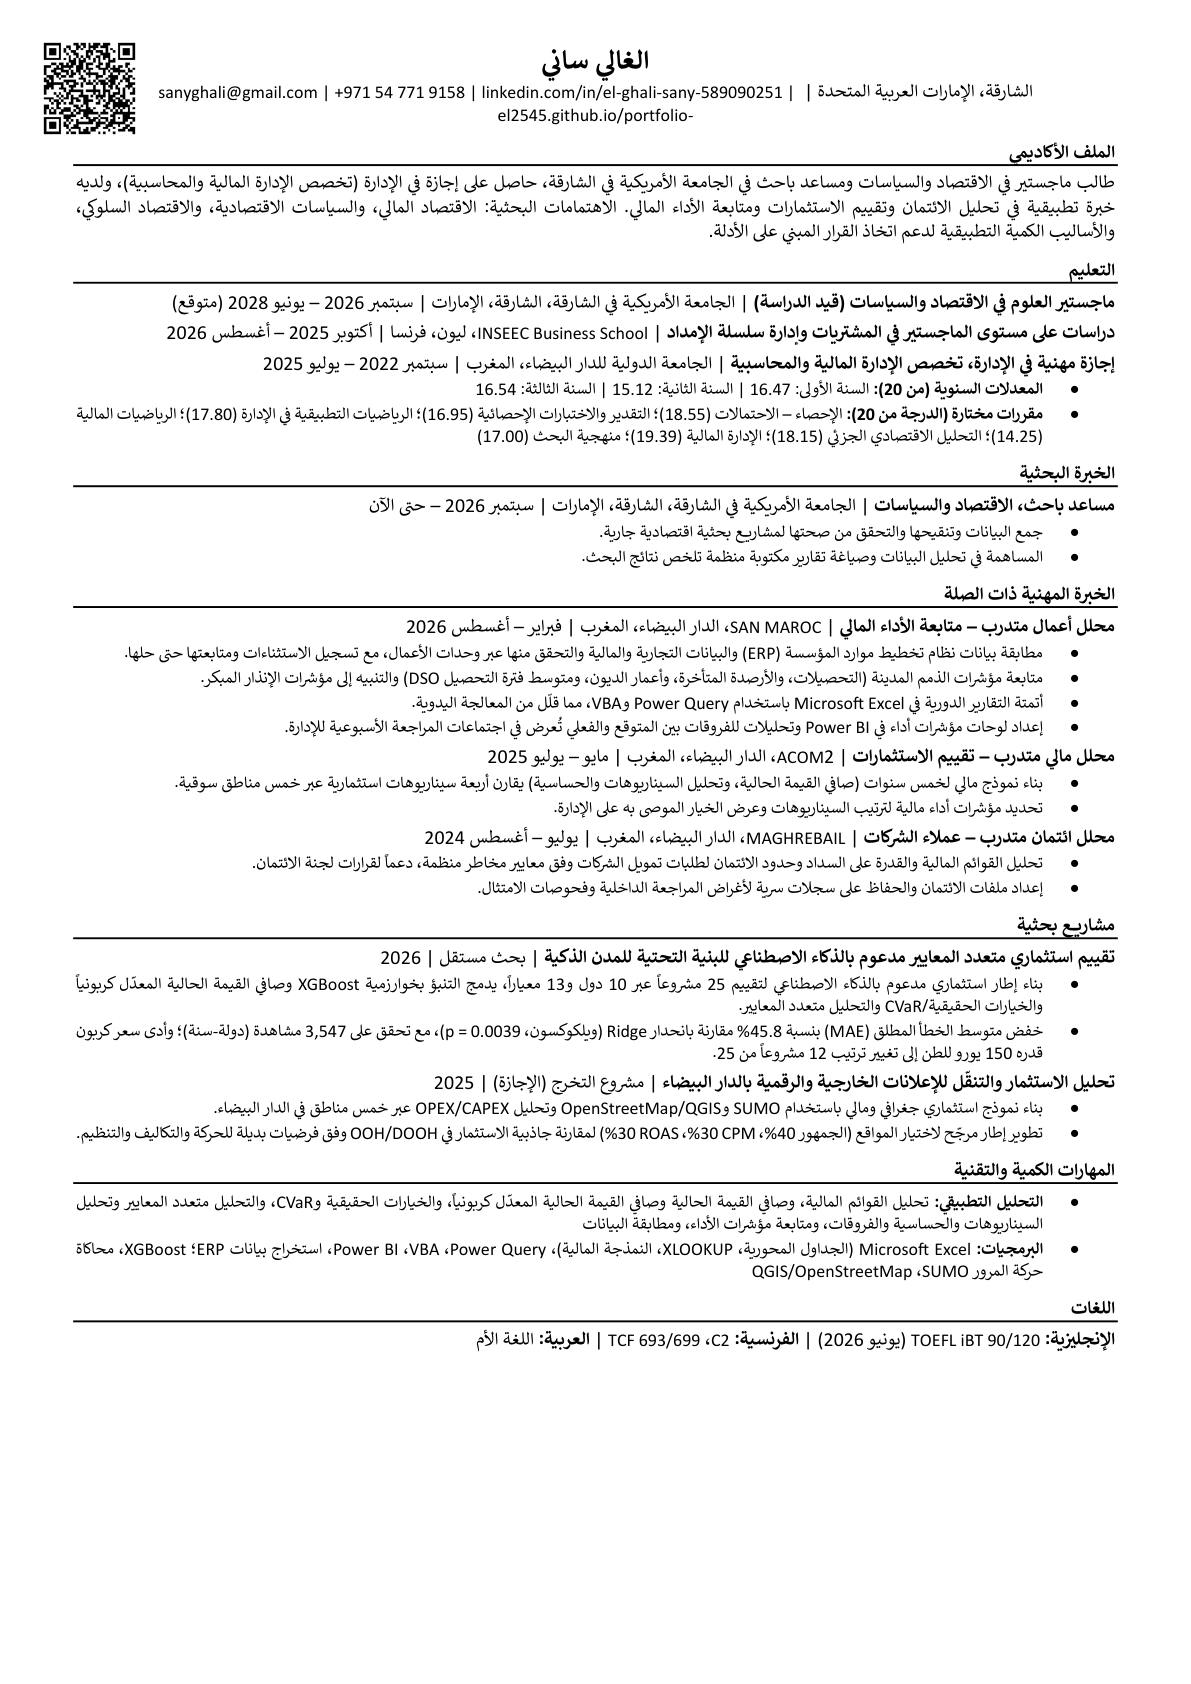 الغالي ساني
الشارقة، الإمارات العربية المتحدة | sanyghali@gmail.com | +971 54 771 9158 | linkedin.com/in/el-ghali-sany-589090251 |
el2545.github.io/portfolio-
الملف الأكاديمي
طالب ماجستير في الاقتصاد والسياسات ومساعد باحث في الجامعة الأمريكية في الشارقة، حاصل على إجازة في الإدارة (تخصص الإدارة المالية والمحاسبية)، ولديه
خبرة تطبيقية في تحليل الائتمان وتقييم الاستثمارات ومتابعة الأداء المالي. الاهتمامات البحثية: الاقتصاد المالي، والسياسات الاقتصادية، والاقتصاد السلوكي،
والأساليب الكمية التطبيقية لدعم اتخاذ القرار المبني على الأدلة.
التعليم
ماجستير العلوم في الاقتصاد والسياسات (قيد الدراسة) | الجامعة الأمريكية في الشارقة، الشارقة، الإمارات | سبتمبر 2026 – يونيو 2028 (متوقع)
دراسات على مستوى الماجستير في المشتريات وإدارة سلسلة الإمداد | INSEEC Business School، ليون، فرنسا | أكتوبر 2025 – أغسطس 2026
إجازة مهنية في الإدارة، تخصص الإدارة المالية والمحاسبية | الجامعة الدولية للدار البيضاء، المغرب | سبتمبر 2022 – يوليو 2025
● المعدلات السنوية (من 20): السنة الأولى: 16.47 | السنة الثانية: 15.12 | السنة الثالثة: 16.54
● مقررات مختارة (الدرجة من 20): الإحصاء – الاحتمالات (18.55)؛ التقدير والاختبارات الإحصائية (16.95)؛ الرياضيات التطبيقية في الإدارة (17.80)؛ الرياضيات المالية
(14.25)؛ التحليل الاقتصادي الجزئي (18.15)؛ الإدارة المالية (19.39)؛ منهجية البحث (17.00)
الخبرة البحثية
مساعد باحث، الاقتصاد والسياسات | الجامعة الأمريكية في الشارقة، الشارقة، الإمارات | سبتمبر 2026 – حتى الآن
● جمع البيانات وتنقيحها والتحقق من صحتها لمشاريع بحثية اقتصادية جارية.
● المساهمة في تحليل البيانات وصياغة تقارير مكتوبة منظمة تلخص نتائج البحث.
الخبرة المهنية ذات الصلة
محلل أعمال متدرب – متابعة الأداء المالي | SAN MAROC، الدار البيضاء، المغرب | فبراير – أغسطس 2026
● مطابقة بيانات نظام تخطيط موارد المؤسسة (ERP) والبيانات التجارية والمالية والتحقق منها عبر وحدات الأعمال، مع تسجيل الاستثناءات ومتابعتها حتى حلها.
● متابعة مؤشرات الذمم المدينة (التحصيلات، والأرصدة المتأخرة، وأعمار الديون، ومتوسط فترة التحصيل DSO) والتنبيه إلى مؤشرات الإنذار المبكر.
● أتمتة التقارير الدورية في Microsoft Excel باستخدام Power Query وVBA، مما قلّل من المعالجة اليدوية.
● إعداد لوحات مؤشرات أداء في Power BI وتحليلات للفروقات بين المتوقع والفعلي تُعرض في اجتماعات المراجعة الأسبوعية للإدارة.
محلل مالي متدرب – تقييم الاستثمارات | ACOM2، الدار البيضاء، المغرب | مايو – يوليو 2025
● بناء نموذج مالي لخمس سنوات (صافي القيمة الحالية، وتحليل السيناريوهات والحساسية) يقارن أربعة سيناريوهات استثمارية عبر خمس مناطق سوقية.
● تحديد مؤشرات أداء مالية لترتيب السيناريوهات وعرض الخيار الموصى به على الإدارة.
محلل ائتمان متدرب – عملاء الشركات | MAGHREBAIL، الدار البيضاء، المغرب | يوليو – أغسطس 2024
● تحليل القوائم المالية والقدرة على السداد وحدود الائتمان لطلبات تمويل الشركات وفق معايير مخاطر منظمة، دعماً لقرارات لجنة الائتمان.
● إعداد ملفات الائتمان والحفاظ على سجلات سرية لأغراض المراجعة الداخلية وفحوصات الامتثال.
مشاريع بحثية
تقييم استثماري متعدد المعايير مدعوم بالذكاء الاصطناعي للبنية التحتية للمدن الذكية | بحث مستقل | 2026
● بناء إطار استثماري مدعوم بالذكاء الاصطناعي لتقييم 25 مشروعاً عبر 10 دول و13 معياراً، يدمج التنبؤ بخوارزمية XGBoost وصافي القيمة الحالية المعدّل كربونياً
والخيارات الحقيقية/CVaR والتحليل متعدد المعايير.
● خفض متوسط الخطأ المطلق (MAE) بنسبة 45.8% مقارنة بانحدار Ridge (ويلكوكسون، p = 0.0039)، مع تحقق على 3,547 مشاهدة (دولة-سنة)؛ وأدى سعر كربون
قدره 150 يورو للطن إلى تغيير ترتيب 12 مشروعاً من 25.
تحليل الاستثمار والتنقّل للإعلانات الخارجية والرقمية بالدار البيضاء | مشروع التخرج (الإجازة) | 2025
● بناء نموذج استثماري جغرافي ومالي باستخدام SUMO وOpenStreetMap/QGIS وتحليل OPEX/CAPEX عبر خمس مناطق في الدار البيضاء.
● تطوير إطار مرجّح لاختيار المواقع (الجمهور 40%، CPM 30%، ROAS 30%) لمقارنة جاذبية الاستثمار في OOH/DOOH وفق فرضيات بديلة للحركة والتكاليف والتنظيم.
المهارات الكمية والتقنية
● التحليل التطبيقي: تحليل القوائم المالية، وصافي القيمة الحالية وصافي القيمة الحالية المعدّل كربونياً، والخيارات الحقيقية وCVaR، والتحليل متعدد المعايير وتحليل
السيناريوهات والحساسية والفروقات، ومتابعة مؤشرات الأداء، ومطابقة البيانات
● البرمجيات: Microsoft Excel (الجداول المحورية، XLOOKUP، النمذجة المالية)، Power Query، VBA، Power BI، استخراج بيانات ERP؛ XGBoost، محاكاة
حركة المرور SUMO، QGIS/OpenStreetMap
اللغات
الإنجليزية: TOEFL iBT 90/120 (يونيو 2026) | الفرنسية: C2، TCF 693/699 | العربية: اللغة الأم